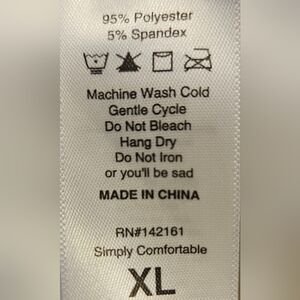 95% Polyester
5% Spandex
Machine Wash Cold
Gentle Cycle
Do Not Bleach
Hang Dry
Do Not Iron
or you'll be sad
MADE IN CHINA
RN#142161
Simply Comfortable
XL